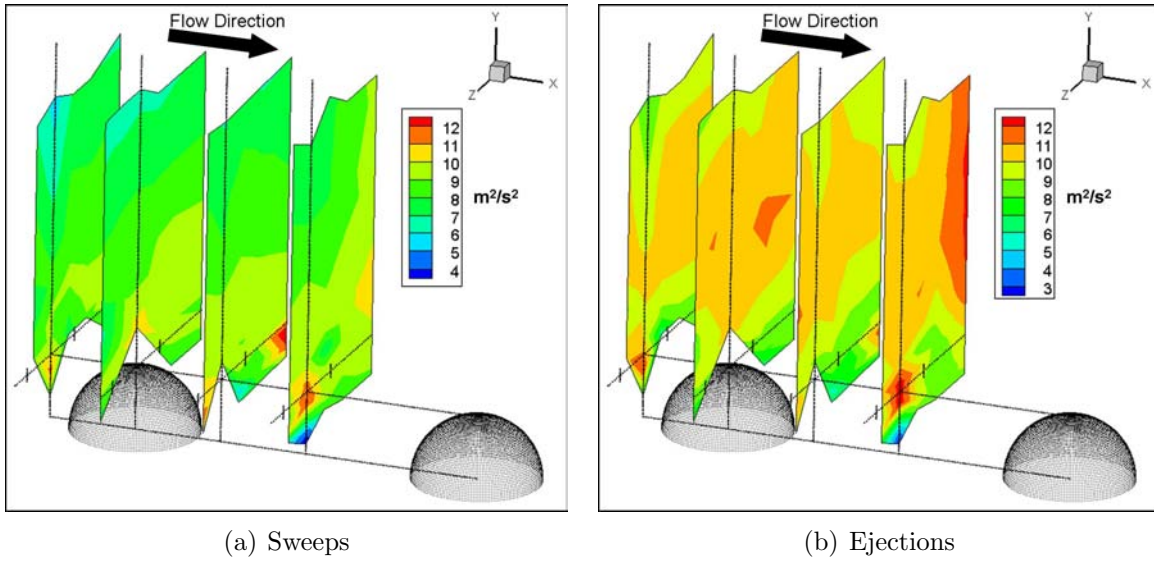 Flow Direction
Y
X
Z
12
11
10
9
8
7
6
5
4
m²/s²
(a) Sweeps
Flow Direction
Y
X
Z
12
11
10
9
8
7
6
5
4
3
m²/s²
(b) Ejections